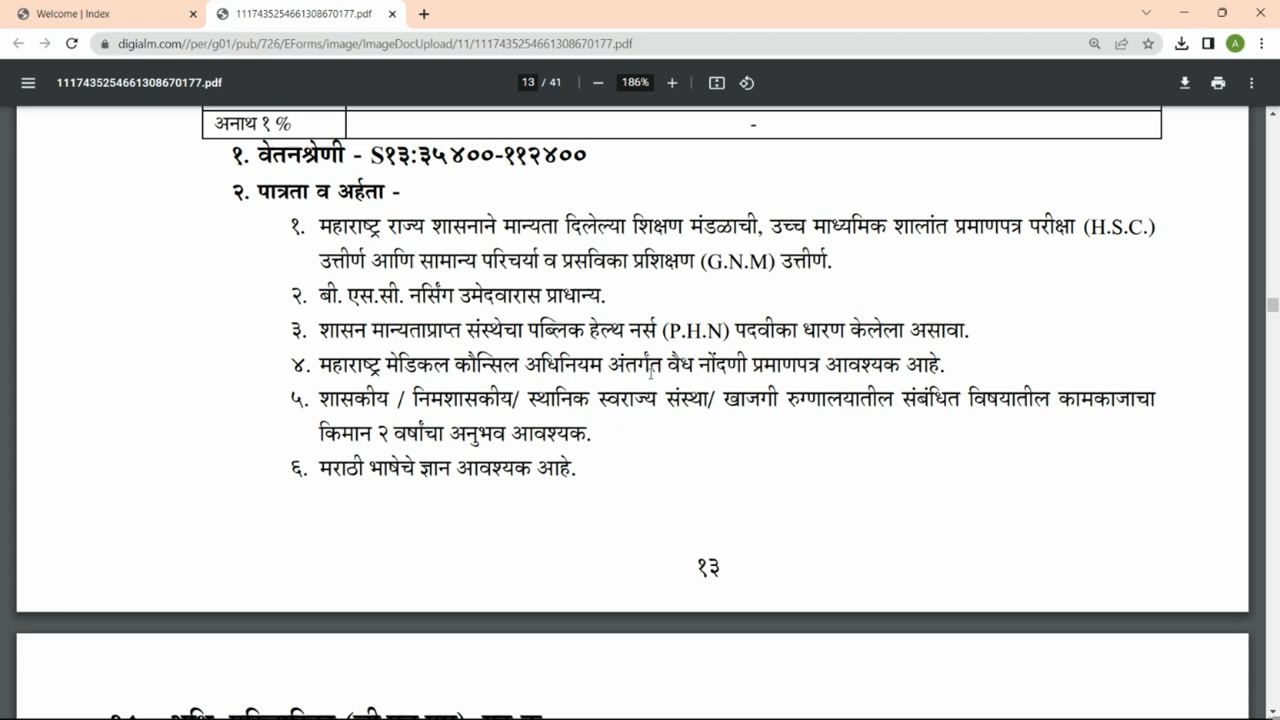 Welcome | Index
1117435254661308670177.pdf
digialm.com//per/g01/pub/726/EForms/image/ImageDocUpload/11/1117435254661308670177.pdf
A
1117435254661308670177.pdf
13 / 41
186%
अनाथ १ %
-
१. वेतनश्रेणी - S१३:३५४००-११२४००
२. पात्रता व अर्हता -
१. महाराष्ट्र राज्य शासनाने मान्यता दिलेल्या शिक्षण मंडळाची, उच्च माध्यमिक शालांत प्रमाणपत्र परीक्षा (H.S.C.)
उत्तीर्ण आणि सामान्य परिचर्या व प्रसविका प्रशिक्षण (G.N.M) उत्तीर्ण.
२. बी. एस.सी. नर्सिंग उमेदवारास प्राधान्य.
३. शासन मान्यताप्राप्त संस्थेचा पब्लिक हेल्थ नर्स (P.H.N) पदवीका धारण केलेला असावा.
४. महाराष्ट्र मेडिकल कौन्सिल अधिनियम अंतर्गत वैध नोंदणी प्रमाणपत्र आवश्यक आहे.
५. शासकीय / निमशासकीय/ स्थानिक स्वराज्य संस्था/ खाजगी रुग्णालयातील संबंधित विषयातील कामकाजाचा
किमान २ वर्षांचा अनुभव आवश्यक.
६. मराठी भाषेचे ज्ञान आवश्यक आहे.
१३